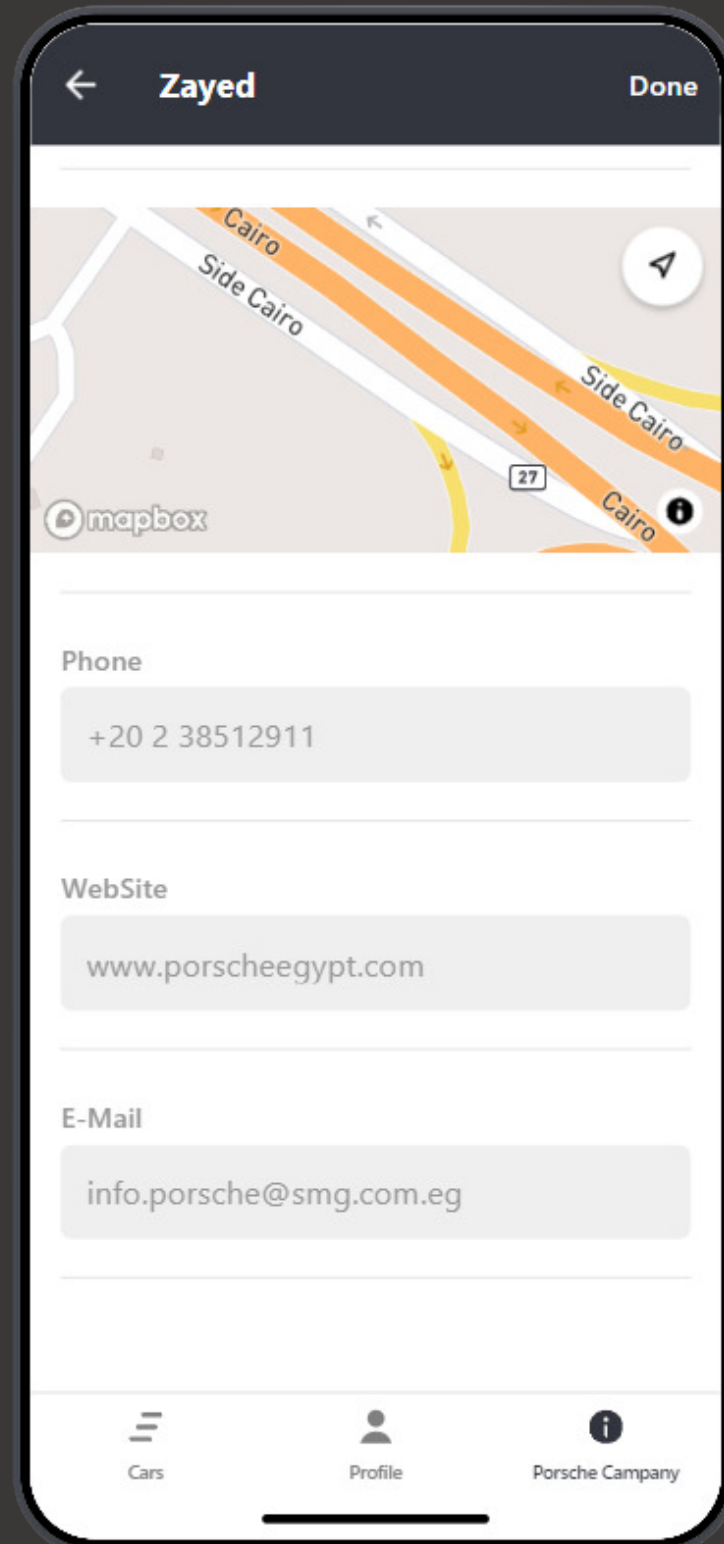 Zayed
Done
Cairo
Side Cairo
Side Cairo
27
Cairo
mapbox
Phone
+20 2 38512911
WebSite
www.porscheegypt.com
E-Mail
info.porsche@smg.com.eg
Cars
Profile
Porsche Campany